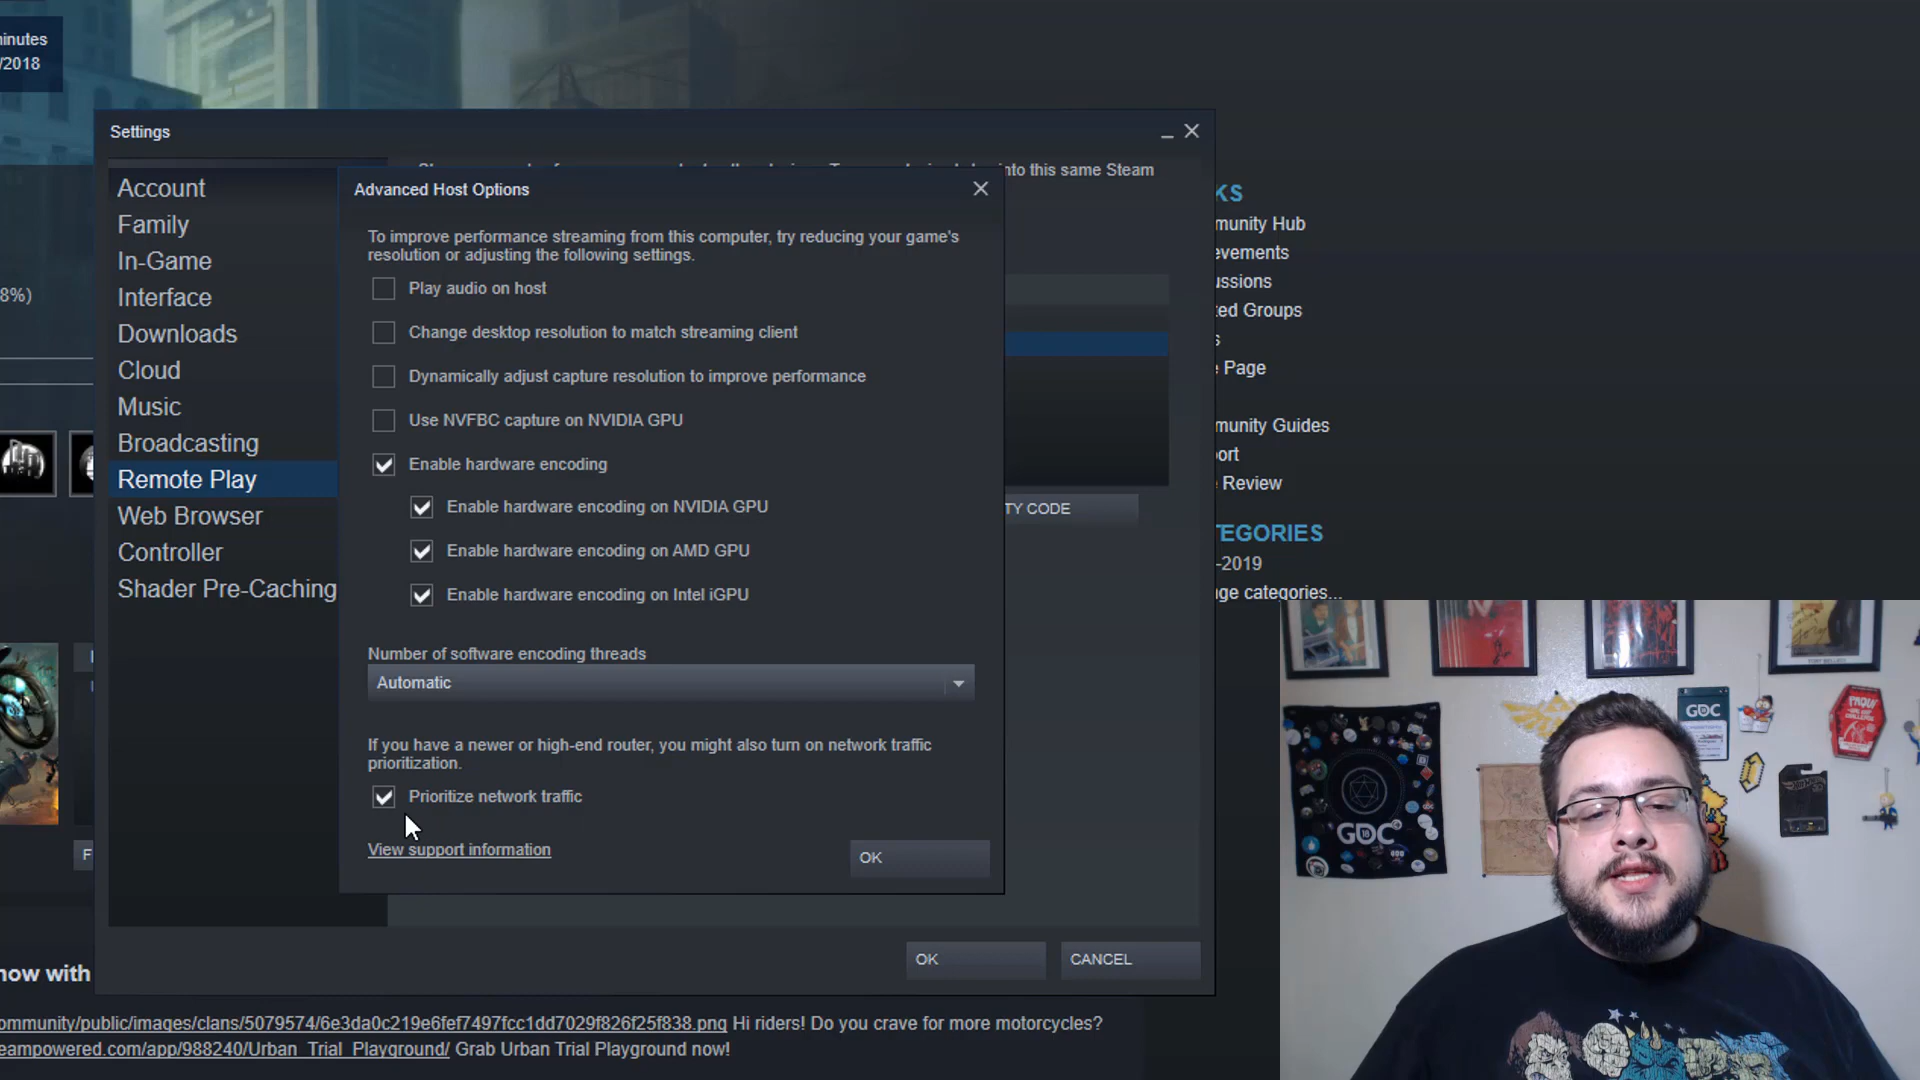 minutes
/2018
Settings
nto this same Steam
Account
Family
In-Game
Interface
Downloads
Cloud
Music
Broadcasting
Remote Play
Web Browser
Controller
Shader Pre-Caching
8%)
Advanced Host Options
To improve performance streaming from this computer, try reducing your game's
resolution or adjusting the following settings.
Play audio on host
Change desktop resolution to match streaming client
Dynamically adjust capture resolution to improve performance
Use NVFBC capture on NVIDIA GPU
Enable hardware encoding
Enable hardware encoding on NVIDIA GPU
Enable hardware encoding on AMD GPU
Enable hardware encoding on Intel iGPU
Number of software encoding threads
Automatic
If you have a newer or high-end router, you might also turn on network traffic
prioritization.
Prioritize network traffic
View support information
OK
TY CODE
OK
CANCEL
KS
munity Hub
evements
ussions
ted Groups
s
e Page
munity Guides
ort
e Review
TEGORIES
-2019
ge categories...
F
now with
ommunity/public/images/clans/5079574/6e3da0c219e6fef7497fcc1dd7029f826f25f838.png Hi riders! Do you crave for more motorcycles?
eampowered.com/app/988240/Urban_Trial_Playground/ Grab Urban Trial Playground now!
GDC
GDC